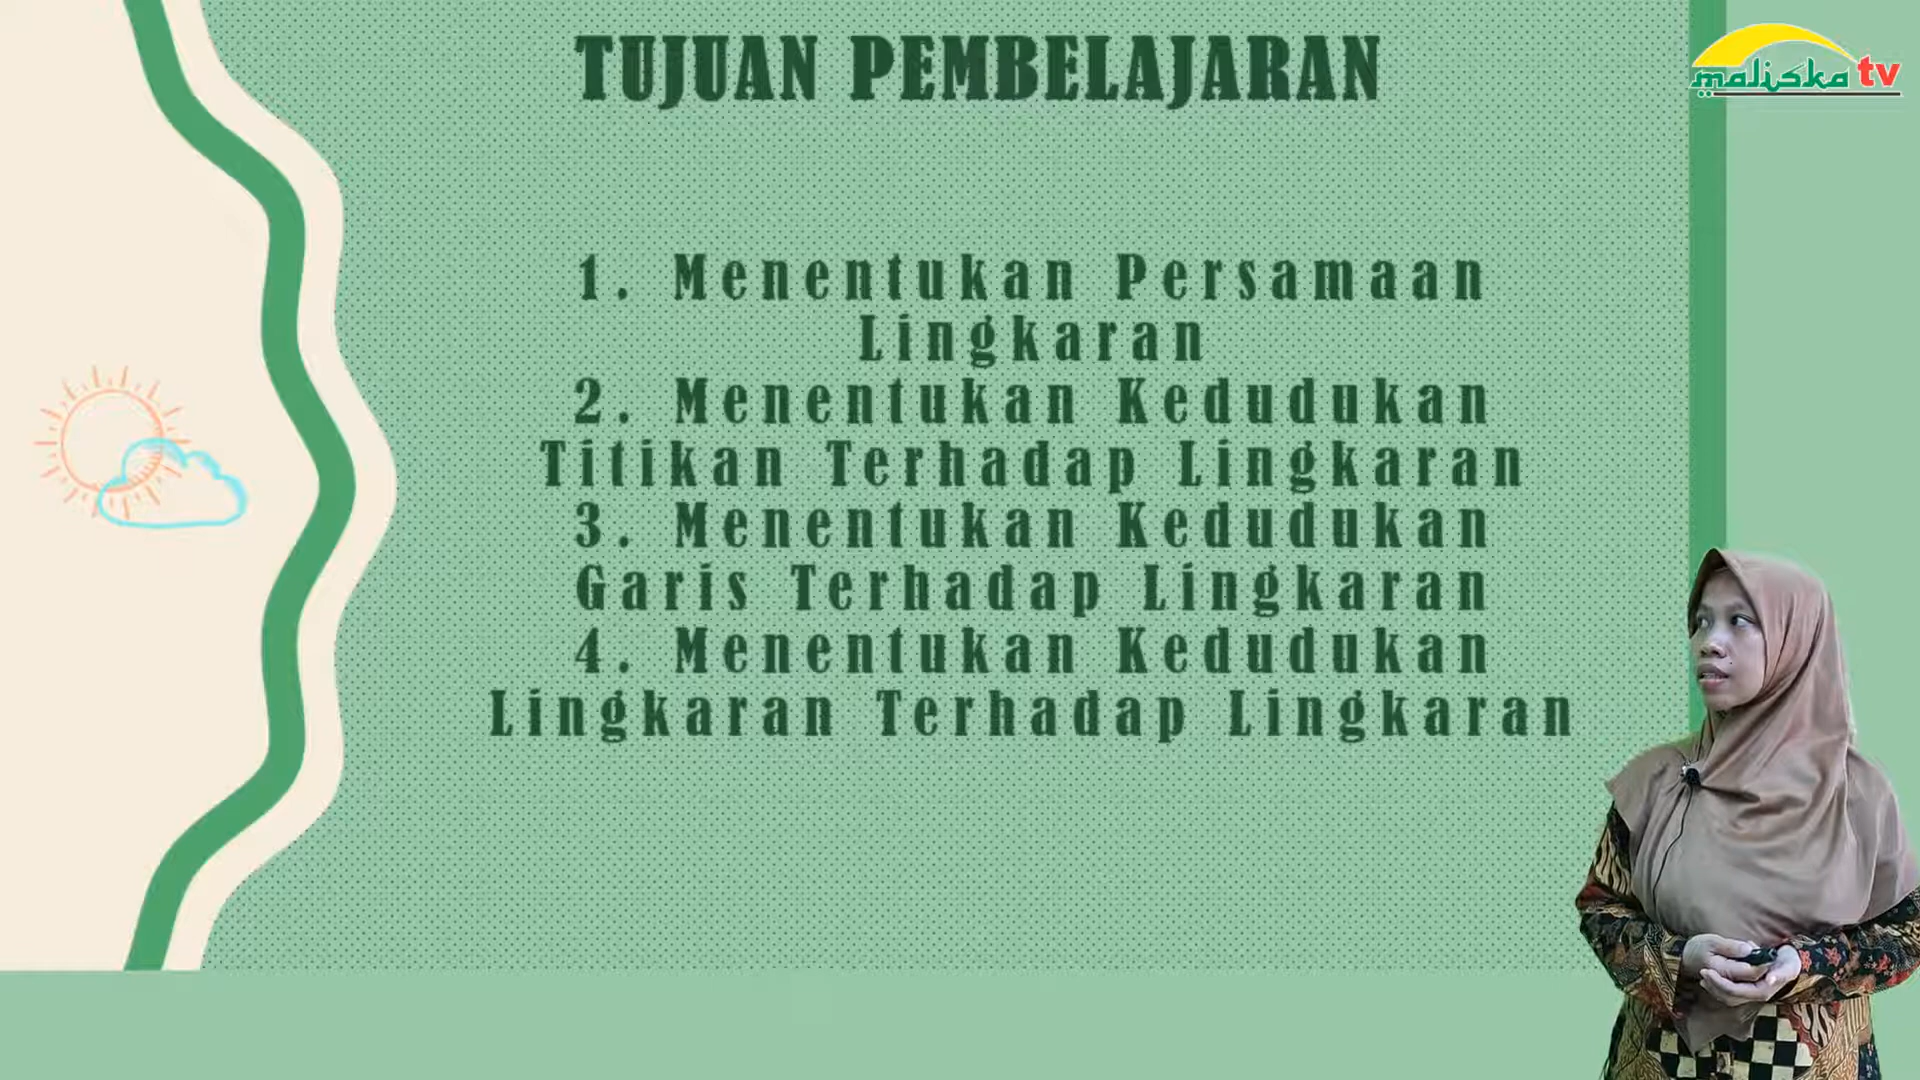 TUJUAN PEMBELAJARAN
maliska tv
1. Menentukan Persamaan
Lingkaran
2. Menentukan Kedudukan
Titikan Terhadap Lingkaran
3. Menentukan Kedudukan
Garis Terhadap Lingkaran
4. Menentukan Kedudukan
Lingkaran Terhadap Lingkaran